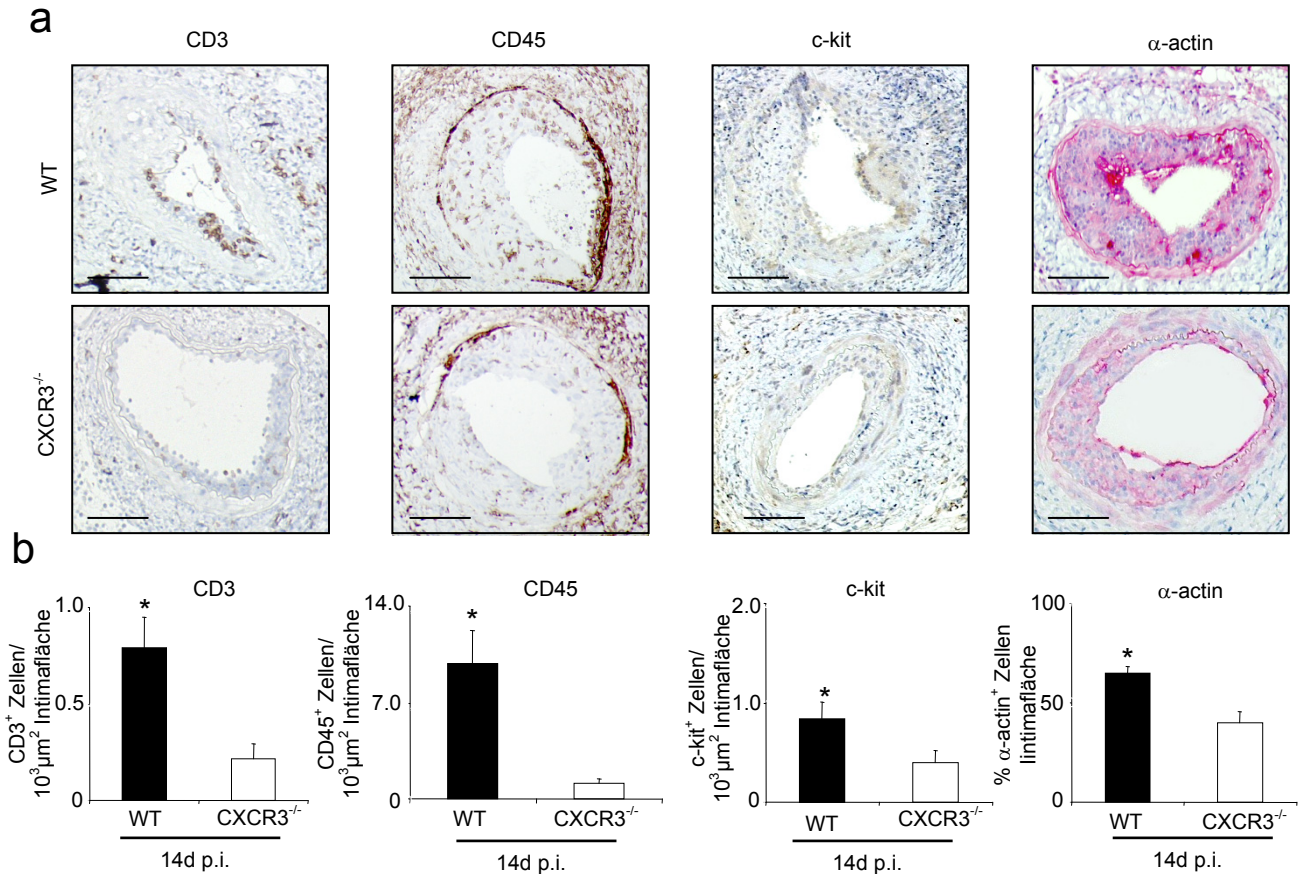 a
CD3 CD45 c-kit α-actin
WT
CXCR3-/-
b
CD3 CD45 c-kit α-actin
CD3+ Zellen/
10³µm² Intimafläche
1.0
0.5
0
*
WT CXCR3-/-
14d p.i.
CD45+ Zellen/
10³µm² Intimafläche
14.0
7.0
0
*
WT CXCR3-/-
14d p.i.
c-kit+ Zellen/
10³µm² Intimafläche
2.0
1.0
0
*
WT CXCR3-/-
14d p.i.
% α-actin+ Zellen
Iintimafläche
100
50
0
*
WT CXCR3-/-
14d p.i.